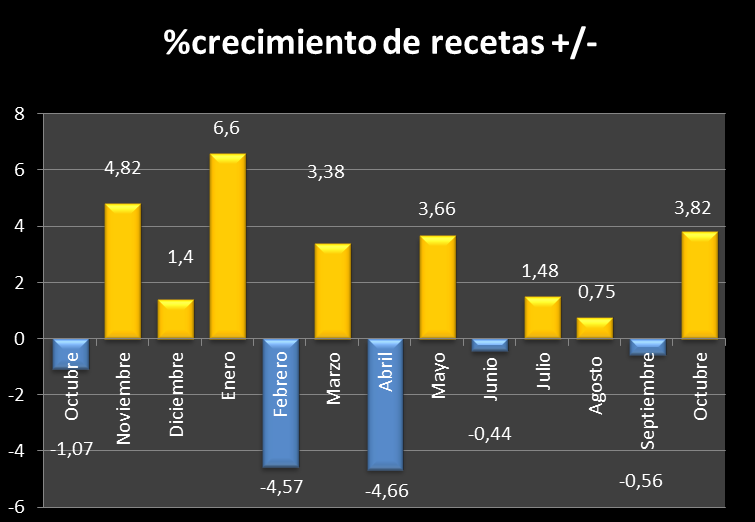 %crecimiento de recetas +/-
8
6
4
2
0
-2
-4
-6
-1,07
4,82
1,4
6,6
-4,57
3,38
-4,66
3,66
-0,44
1,48
0,75
-0,56
3,82
Octubre
Noviembre
Diciembre
Enero
Febrero
Marzo
Abril
Mayo
Junio
Julio
Agosto
Septiembre
Octubre